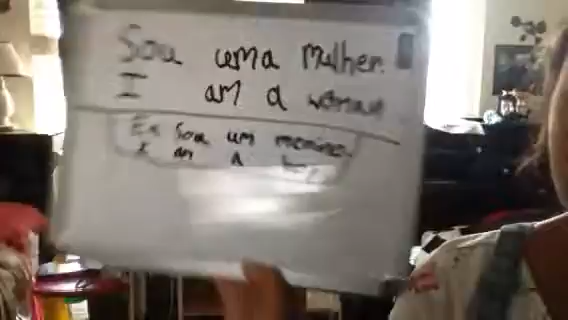 Sou uma mulher.
I am a woman
Eu Sou um menino.
I am a